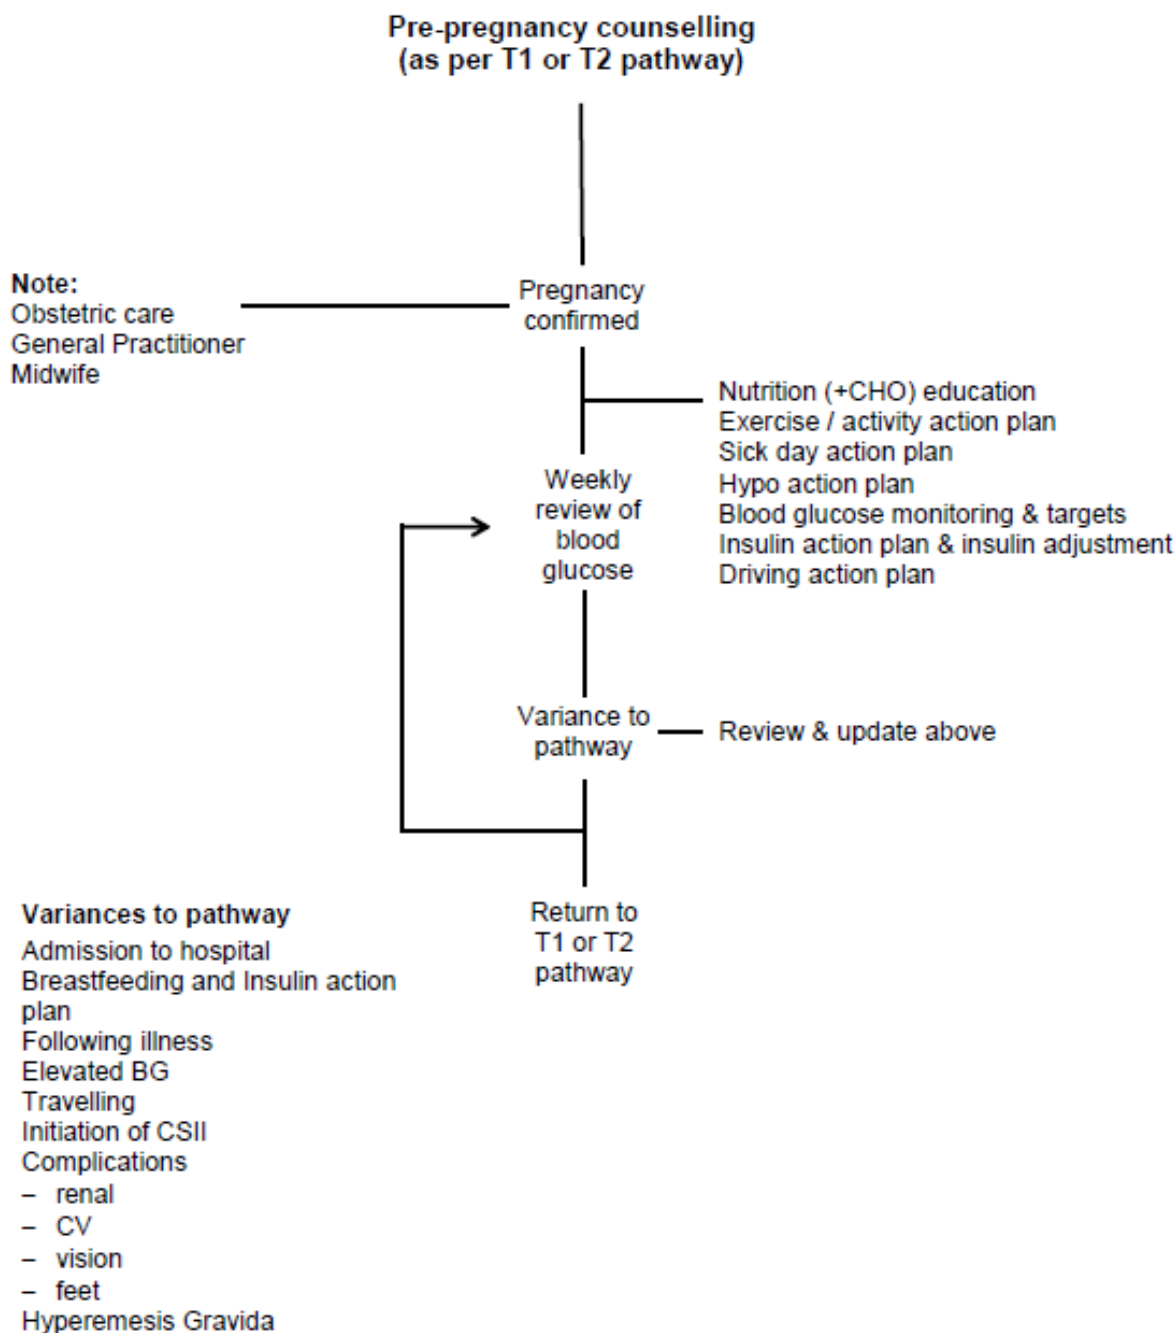 Pre-pregnancy counselling
(as per T1 or T2 pathway)
Note:
Obstetric care
General Practitioner
Midwife
Pregnancy
confirmed
Nutrition (+CHO) education
Exercise / activity action plan
Sick day action plan
Hypo action plan
Blood glucose monitoring & targets
Insulin action plan & insulin adjustment
Driving action plan
Weekly
review of
blood
glucose
Variance to
pathway
Review & update above
Return to
T1 or T2
pathway
Variances to pathway
Admission to hospital
Breastfeeding and Insulin action
plan
Following illness
Elevated BG
Travelling
Initiation of CSII
Complications
– renal
– CV
– vision
– feet
Hyperemesis Gravida